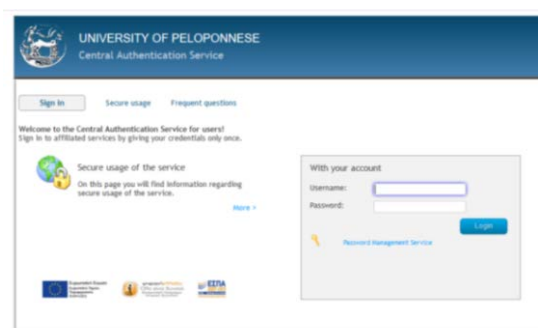 UNIVERSITY OF PELOPONNESE
Central Authentication Service
Sign in
Secure usage
Frequent questions
Welcome to the Central Authentication Service for users!
Sign in to affiliated services by giving your credentials only once.
Secure usage of the service
On this page you will find information regarding
secure usage of the service.
More >
With your account
Username:
Password:
Login
Password Management Service
ΕΣΠΑ